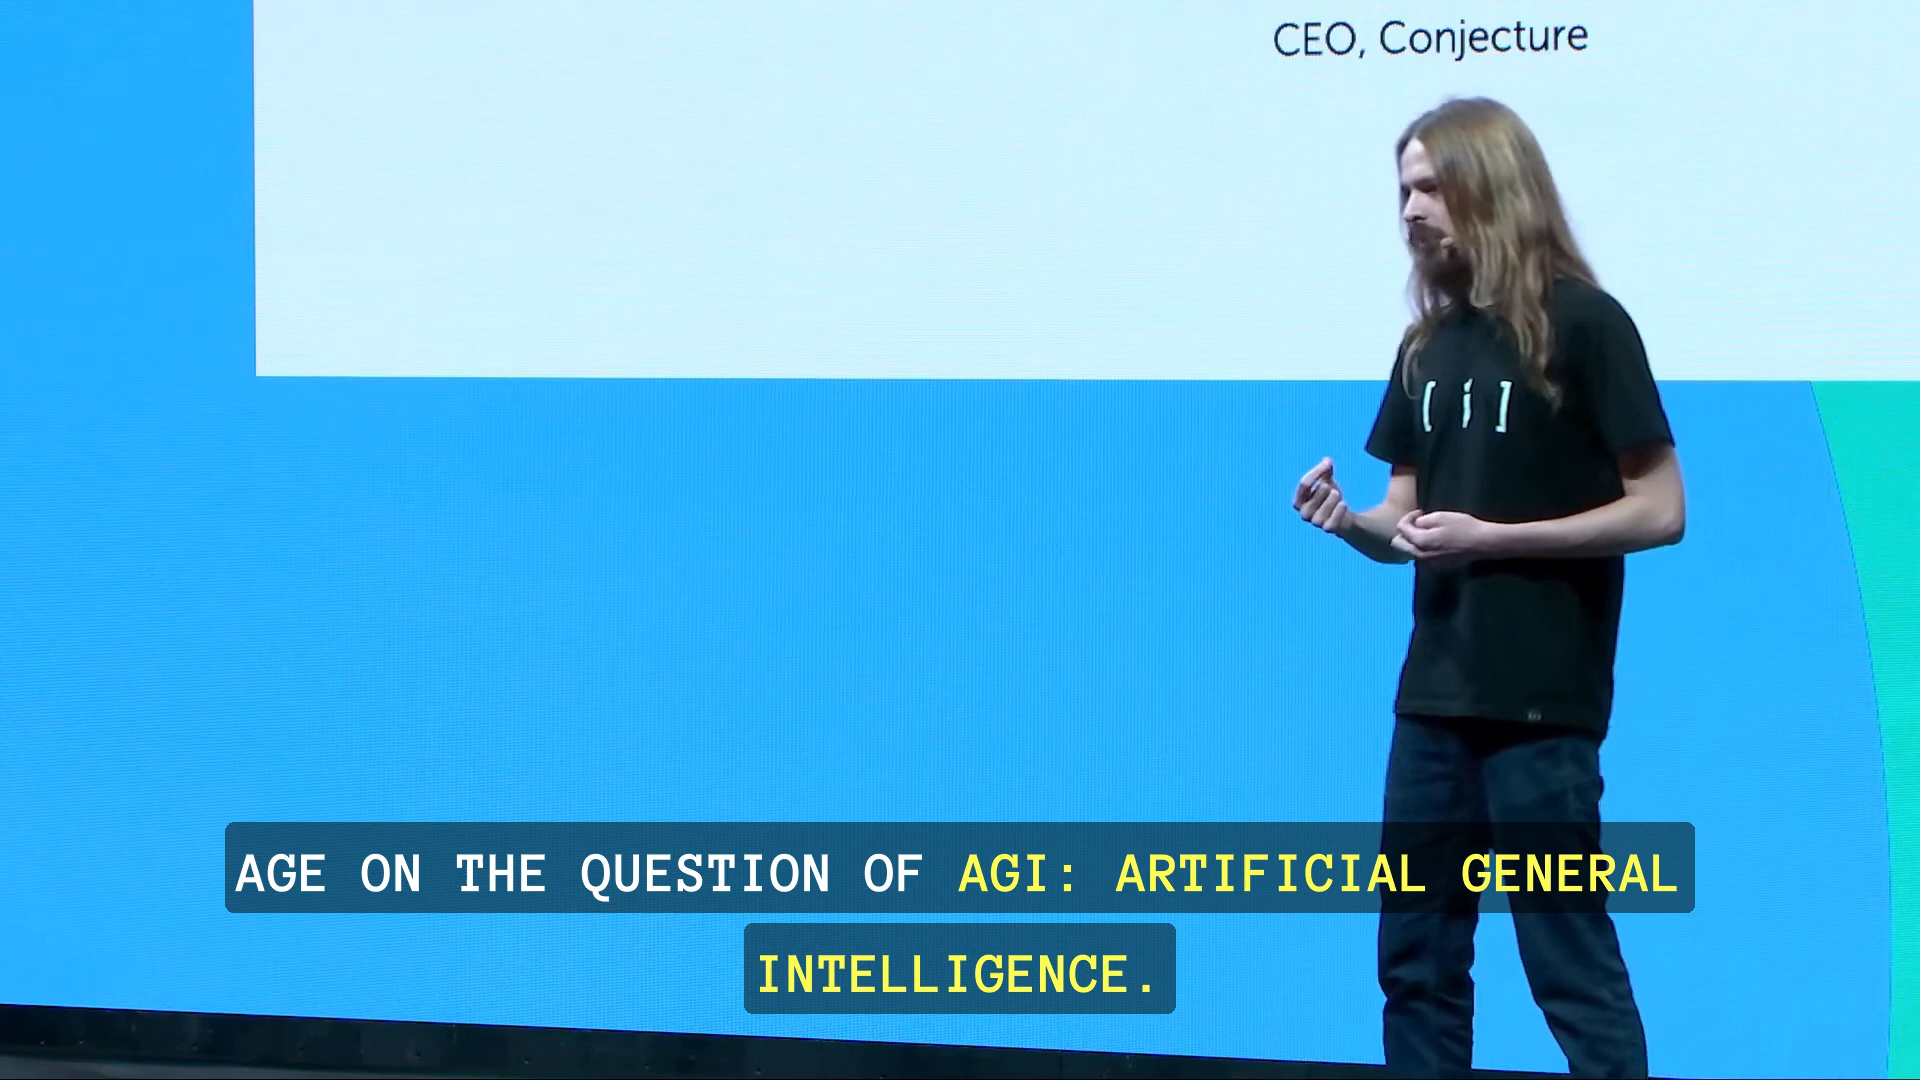 CEO, Conjecture
[ i ]
AGE ON THE QUESTION OF AGI: ARTIFICIAL GENERAL
INTELLIGENCE.